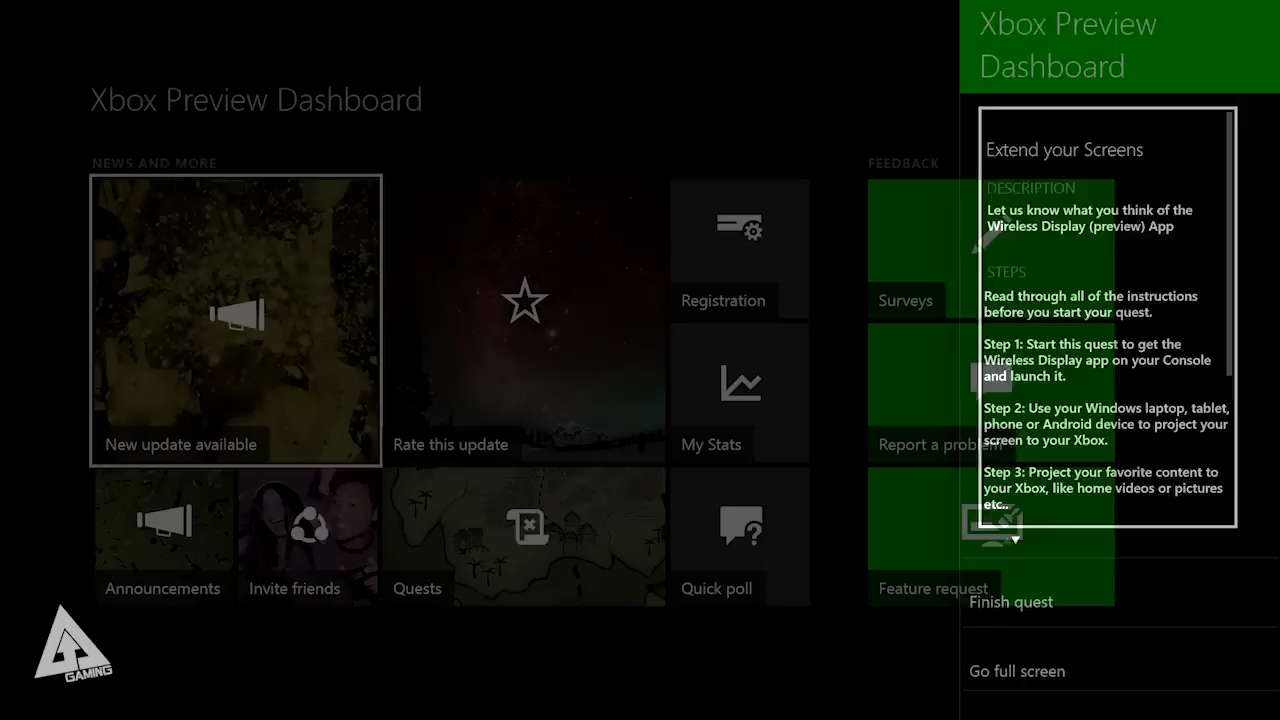 Xbox Preview Dashboard
NEWS AND MORE
New update available
Rate this update
Registration
My Stats
Announcements
Invite friends
Quests
Quick poll
FEEDBACK
Surveys
Report a problem
Feature request
Xbox Preview
Dashboard
Extend your Screens
DESCRIPTION
Let us know what you think of the
Wireless Display (preview) App
STEPS
Read through all of the instructions
before you start your quest.
Step 1: Start this quest to get the
Wireless Display app on your Console
and launch it.
Step 2: Use your Windows laptop, tablet,
phone or Android device to project your
screen to your Xbox.
Step 3: Project your favorite content to
your Xbox, like home videos or pictures
etc..
Finish quest
Go full screen
GAMING